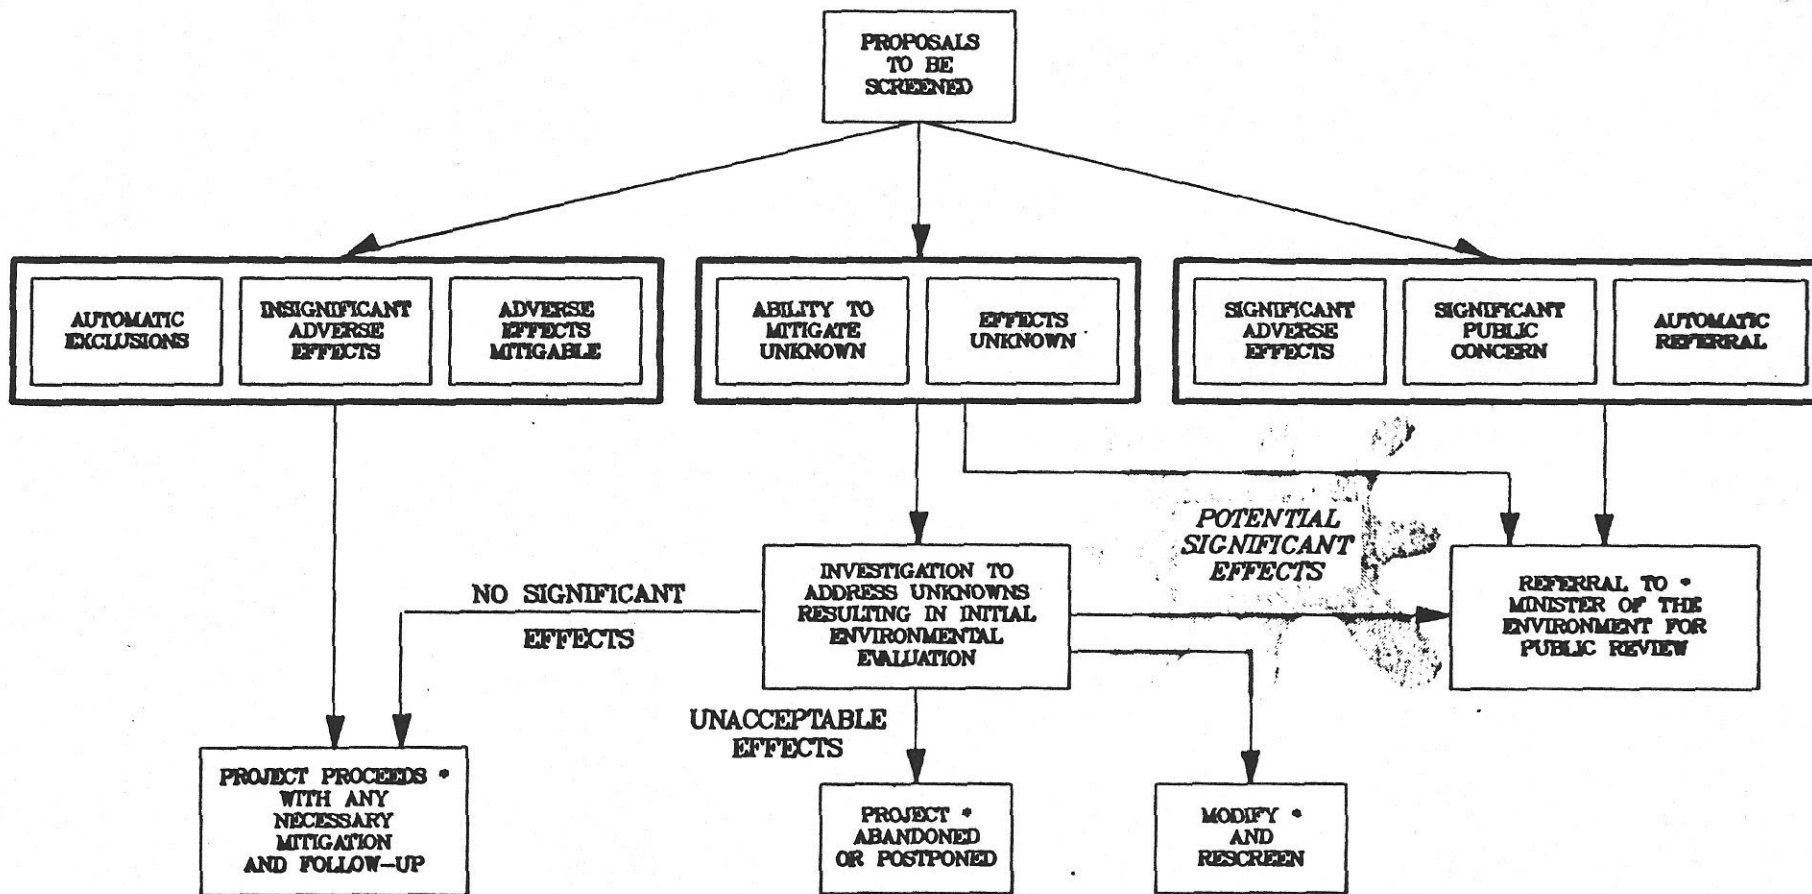 PROPOSALS
TO BE
SCREENED
AUTOMATIC
EXCLUSIONS
INSIGNIFICANT
ADVERSE
EFFECTS
ADVERSE
EFFECTS
MITIGABLE
ABILITY TO
MITIGATE
UNKNOWN
EFFECTS
UNKNOWN
SIGNIFICANT
ADVERSE
EFFECTS
SIGNIFICANT
PUBLIC
CONCERN
AUTOMATIC
REFERRAL
NO SIGNIFICANT
EFFECTS
INVESTIGATION TO
ADDRESS UNKNOWNS
RESULTING IN INITIAL
ENVIRONMENTAL
EVALUATION
POTENTIAL
SIGNIFICANT
EFFECTS
REFERRAL TO *
MINISTER OF THE
ENVIRONMENT FOR
PUBLIC REVIEW
UNACCEPTABLE
EFFECTS
PROJECT PROCEEDS *
WITH ANY
NECESSARY
MITIGATION
AND FOLLOW-UP
PROJECT *
ABANDONED
OR POSTPONED
MODIFY *
AND
RESCREEN